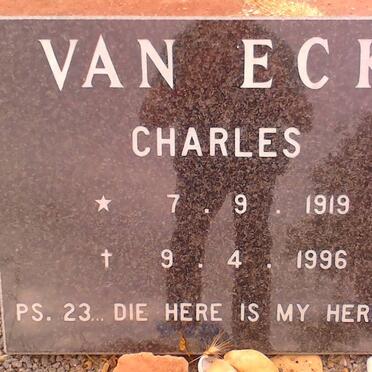 VAN ECK
CHARLES
★ 7 . 9 . 1919
† 9 . 4 . 1996
PS. 23... DIE HERE IS MY HER